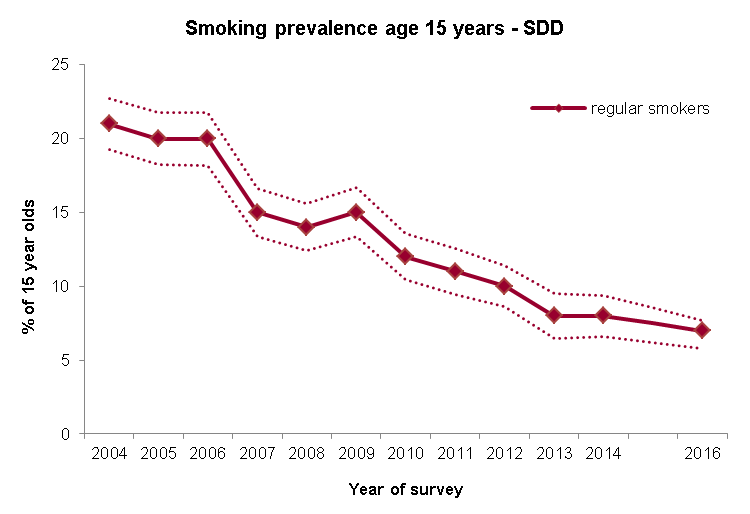 Smoking prevalence age 15 years - SDD
25
regular smokers
20
15
10
5
0
% of 15 year olds
2004 2005 2006 2007 2008 2009 2010 2011 2012 2013 2014 2016
Year of survey